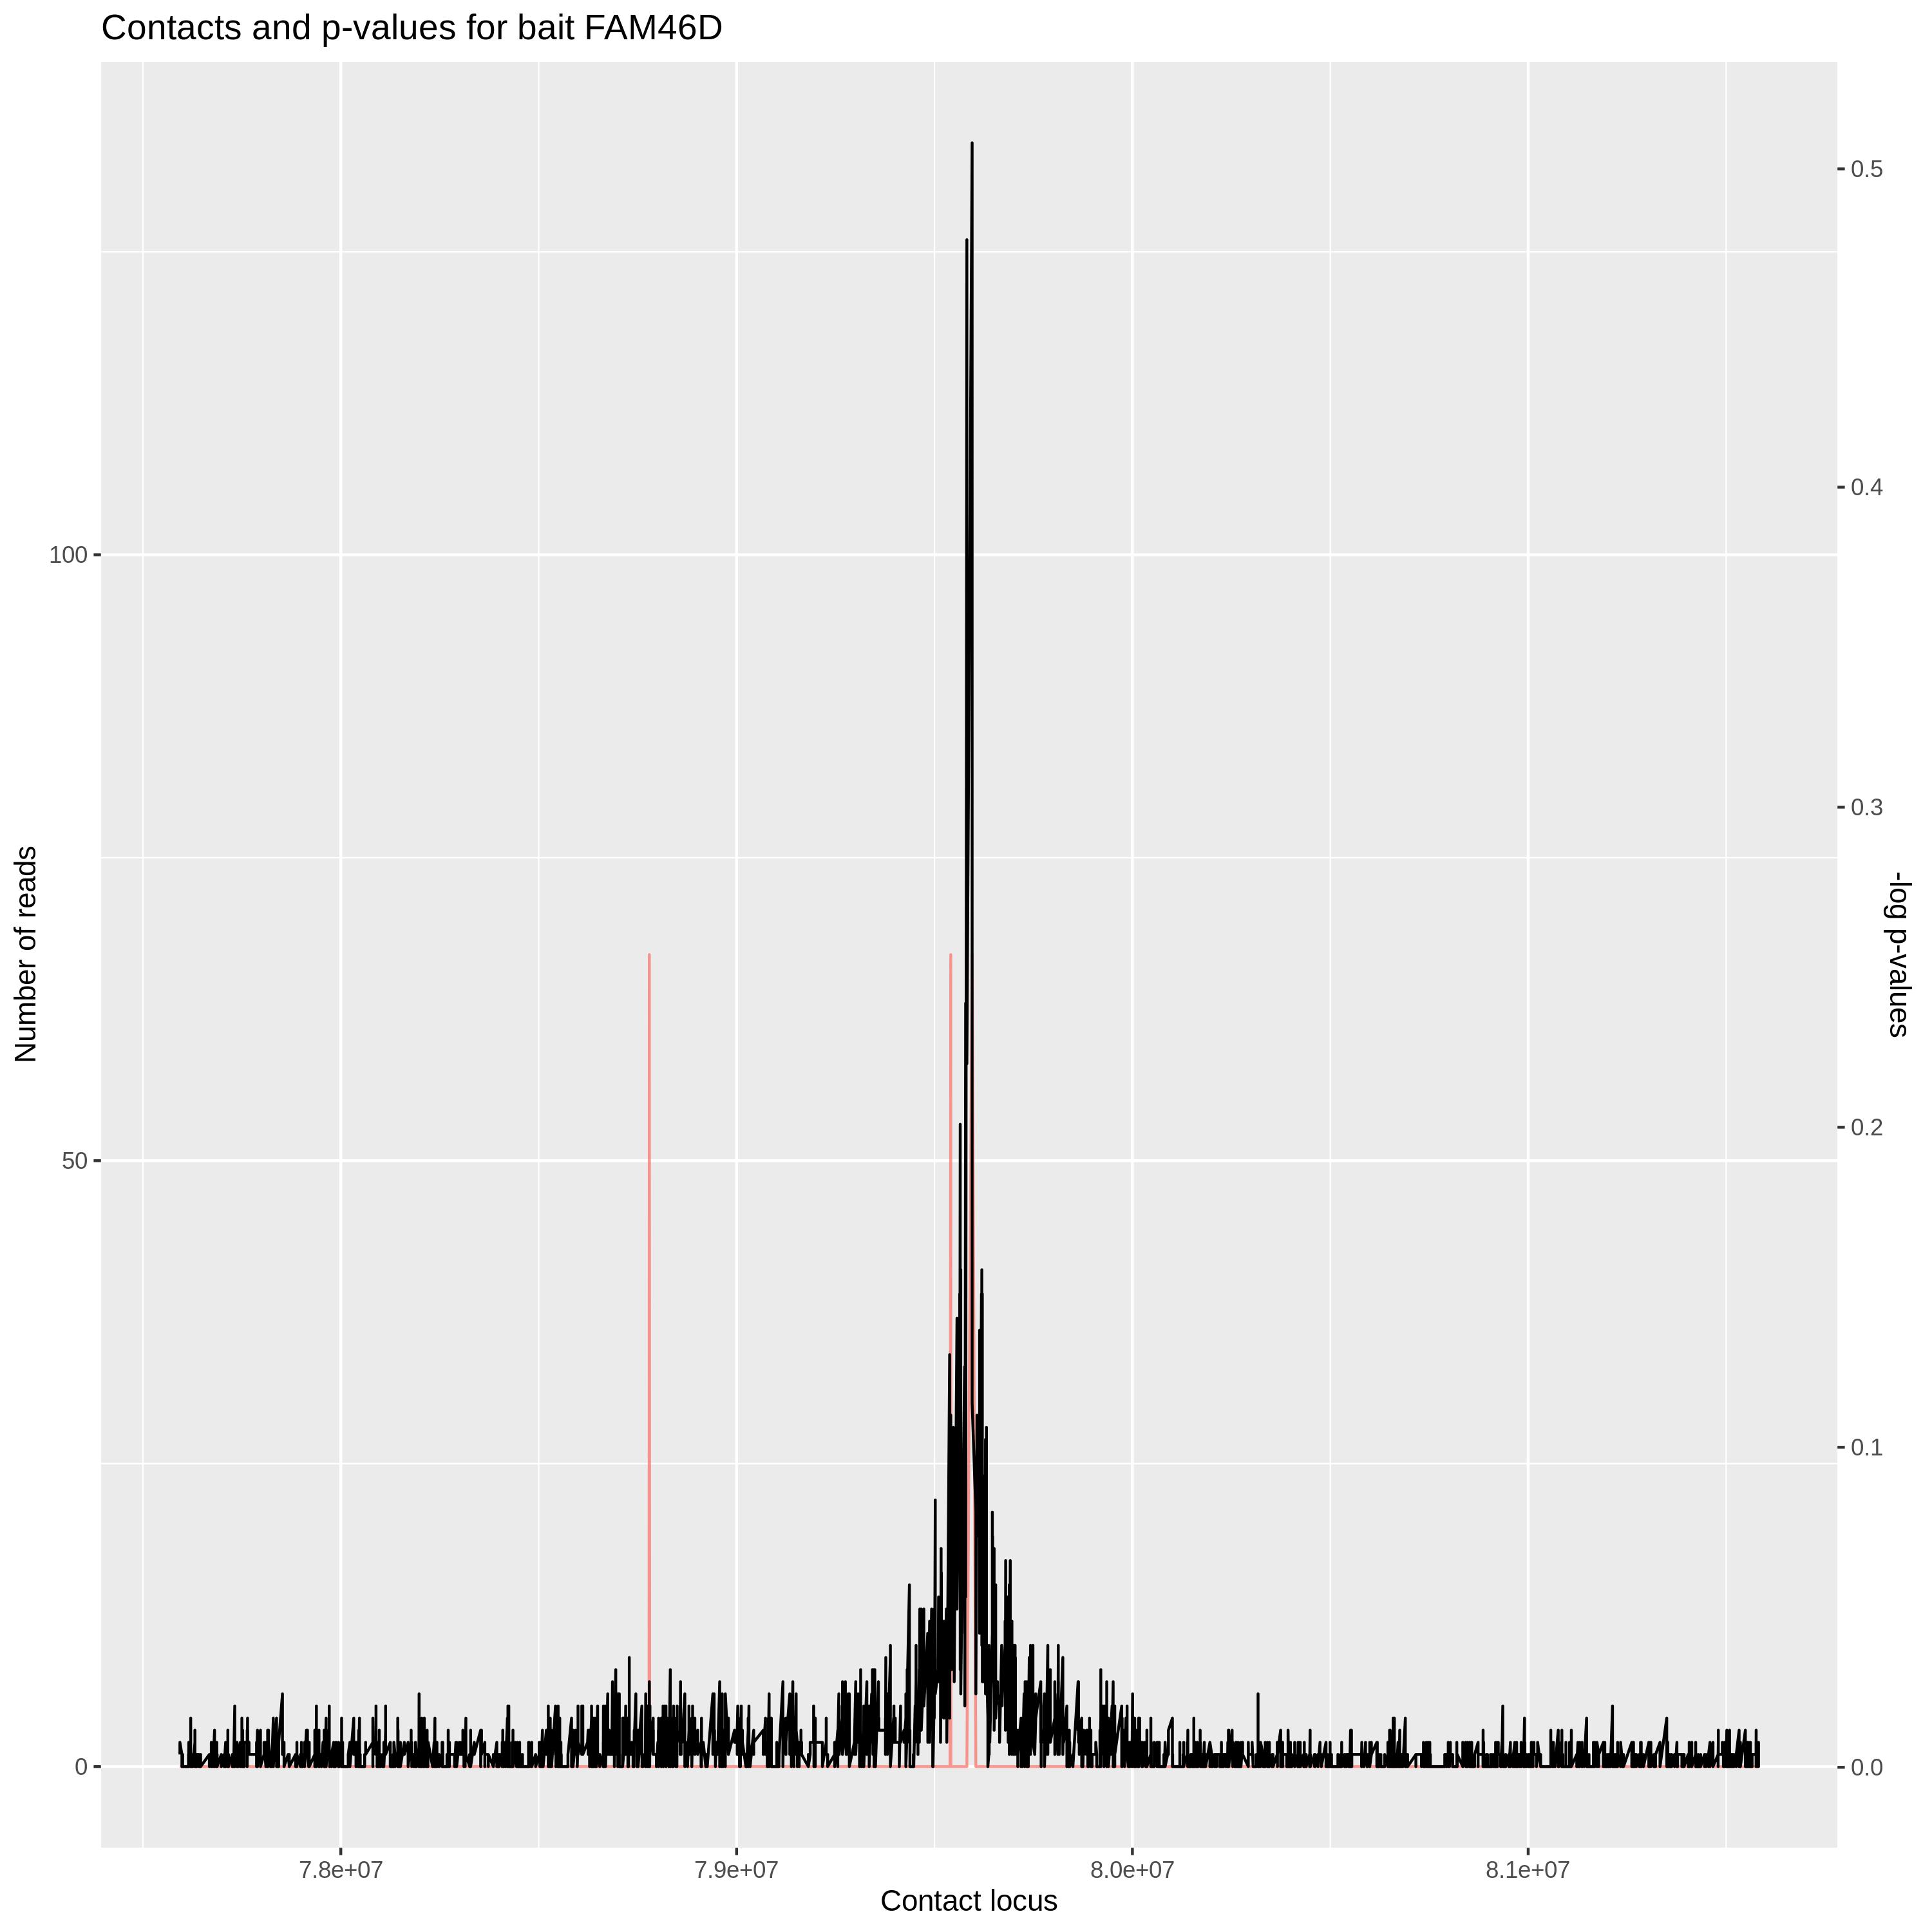 Contacts and p-values for bait FAM46D
Number of reads
100
50
0
0.5
0.4
0.3
0.2
0.1
0.0
-log p-values
7.8e+07
7.9e+07
8.0e+07
8.1e+07
Contact locus